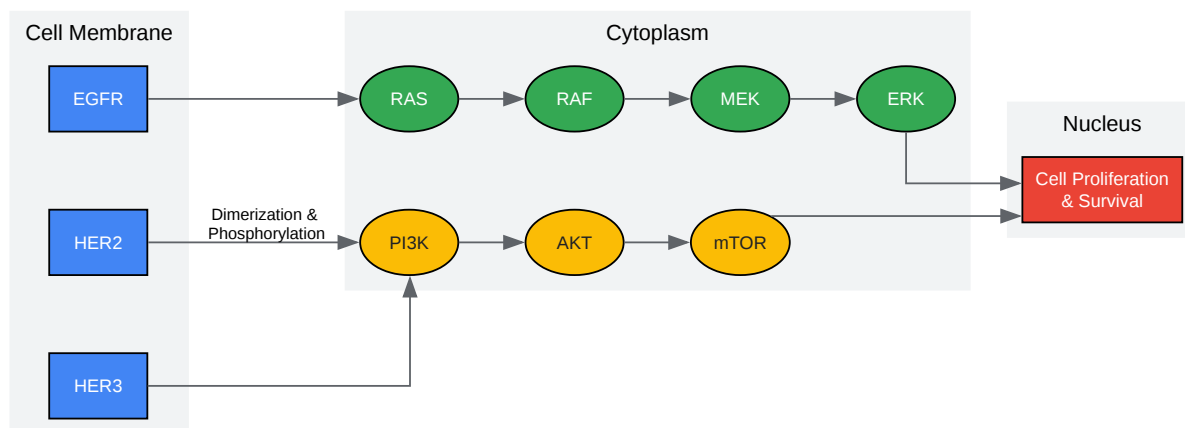 Cell Membrane
Cytoplasm
EGFR
RAS
RAF
MEK
ERK
Nucleus
Cell Proliferation
& Survival
Dimerization &
Phosphorylation
HER2
PI3K
AKT
mTOR
HER3